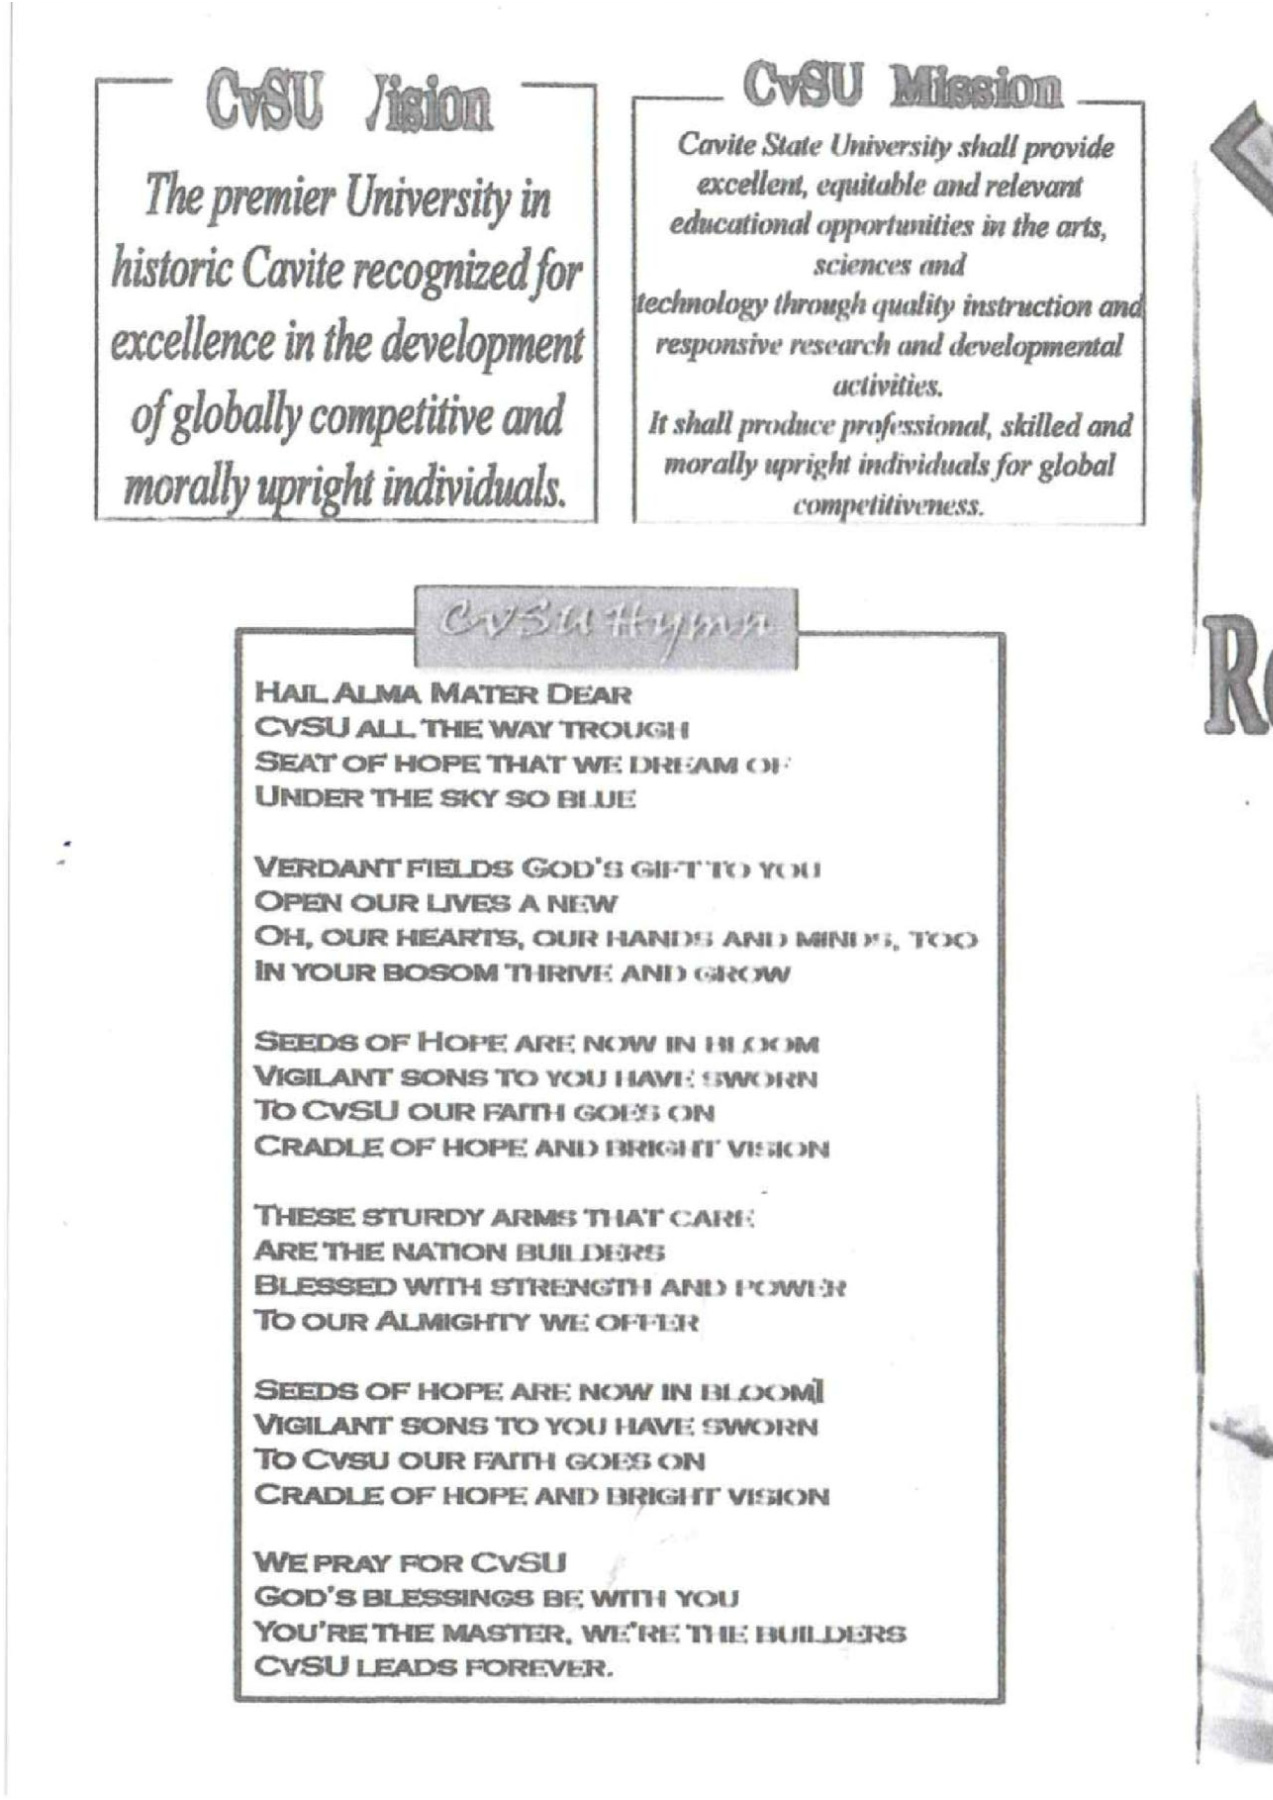 CvSU Vision
The premier University in
historic Cavite recognized for
excellence in the development
of globally competitive and
morally upright individuals.
CvSU Mission
Cavite State University shall provide
excellent, equitable and relevant
educational opportunities in the arts,
sciences and
technology through quality instruction and
responsive research and developmental
activities.
It shall produce professional, skilled and
morally upright individuals for global
competitiveness.
CvSU Hymn
HAIL ALMA MATER DEAR
CVSU ALL THE WAY TROUGH
SEAT OF HOPE THAT WE DREAM OF
UNDER THE SKY SO BLUE
VERDANT FIELDS GOD'S GIFT TO YOU
OPEN OUR LIVES A NEW
OH, OUR HEARTS, OUR HANDS AND MINDS, TOO
IN YOUR BOSOM THRIVE AND GROW
SEEDS OF HOPE ARE NOW IN BLOOM
VIGILANT SONS TO YOU HAVE SWORN
TO CVSU OUR FAITH GOES ON
CRADLE OF HOPE AND BRIGHT VISION
THESE STURDY ARMS THAT CARE
ARE THE NATION BUILDERS
BLESSED WITH STRENGTH AND POWER
TO OUR ALMIGHTY WE OFFER
SEEDS OF HOPE ARE NOW IN BLOOM]
VIGILANT SONS TO YOU HAVE SWORN
TO CVSU OUR FAITH GOES ON
CRADLE OF HOPE AND BRIGHT VISION
WE PRAY FOR CVSU
GOD'S BLESSINGS BE WITH YOU
YOU'RE THE MASTER, WE'RE THE BUILDERS
CVSU LEADS FOREVER.